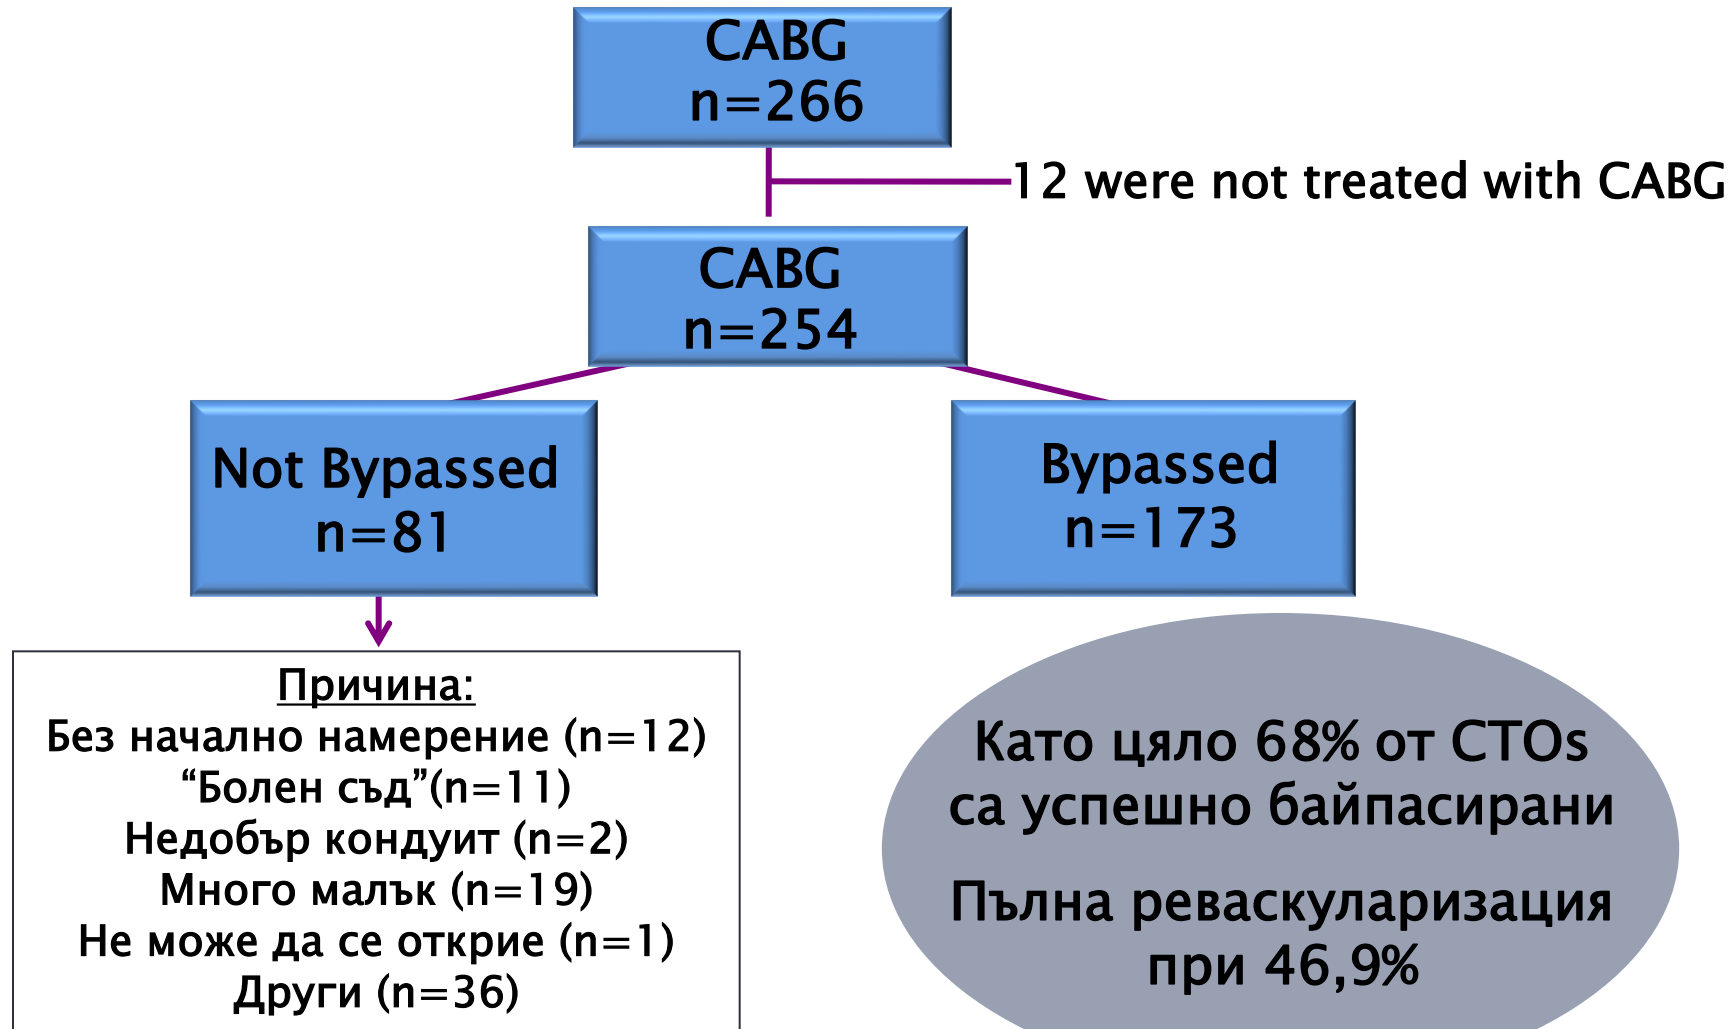 CABG
n=266
12 were not treated with CABG
CABG
n=254
Not Bypassed
n=81
Bypassed
n=173
Причина:
Без начално намерение (n=12)
“Болен съд”(n=11)
Недобър кондуит (n=2)
Много малък (n=19)
Не може да се открие (n=1)
Други (n=36)
Като цяло 68% от CTOs
са успешно байпасирани
Пълна реваскуларизация
при 46,9%